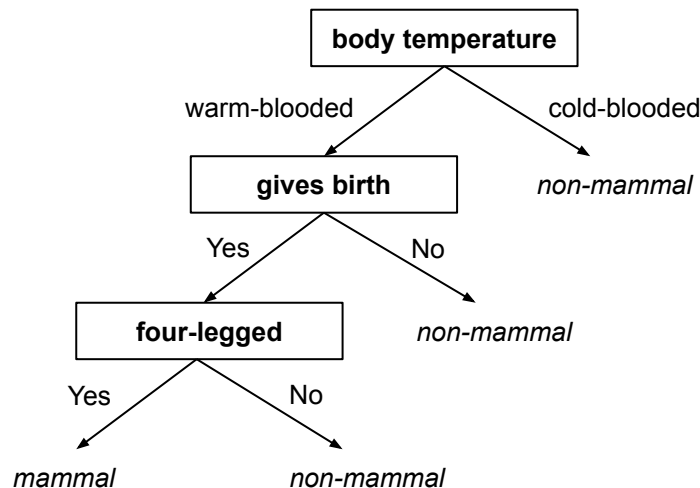 body temperature
warm-blooded
cold-blooded
gives birth
non-mammal
Yes
No
four-legged
non-mammal
Yes
No
mammal
non-mammal